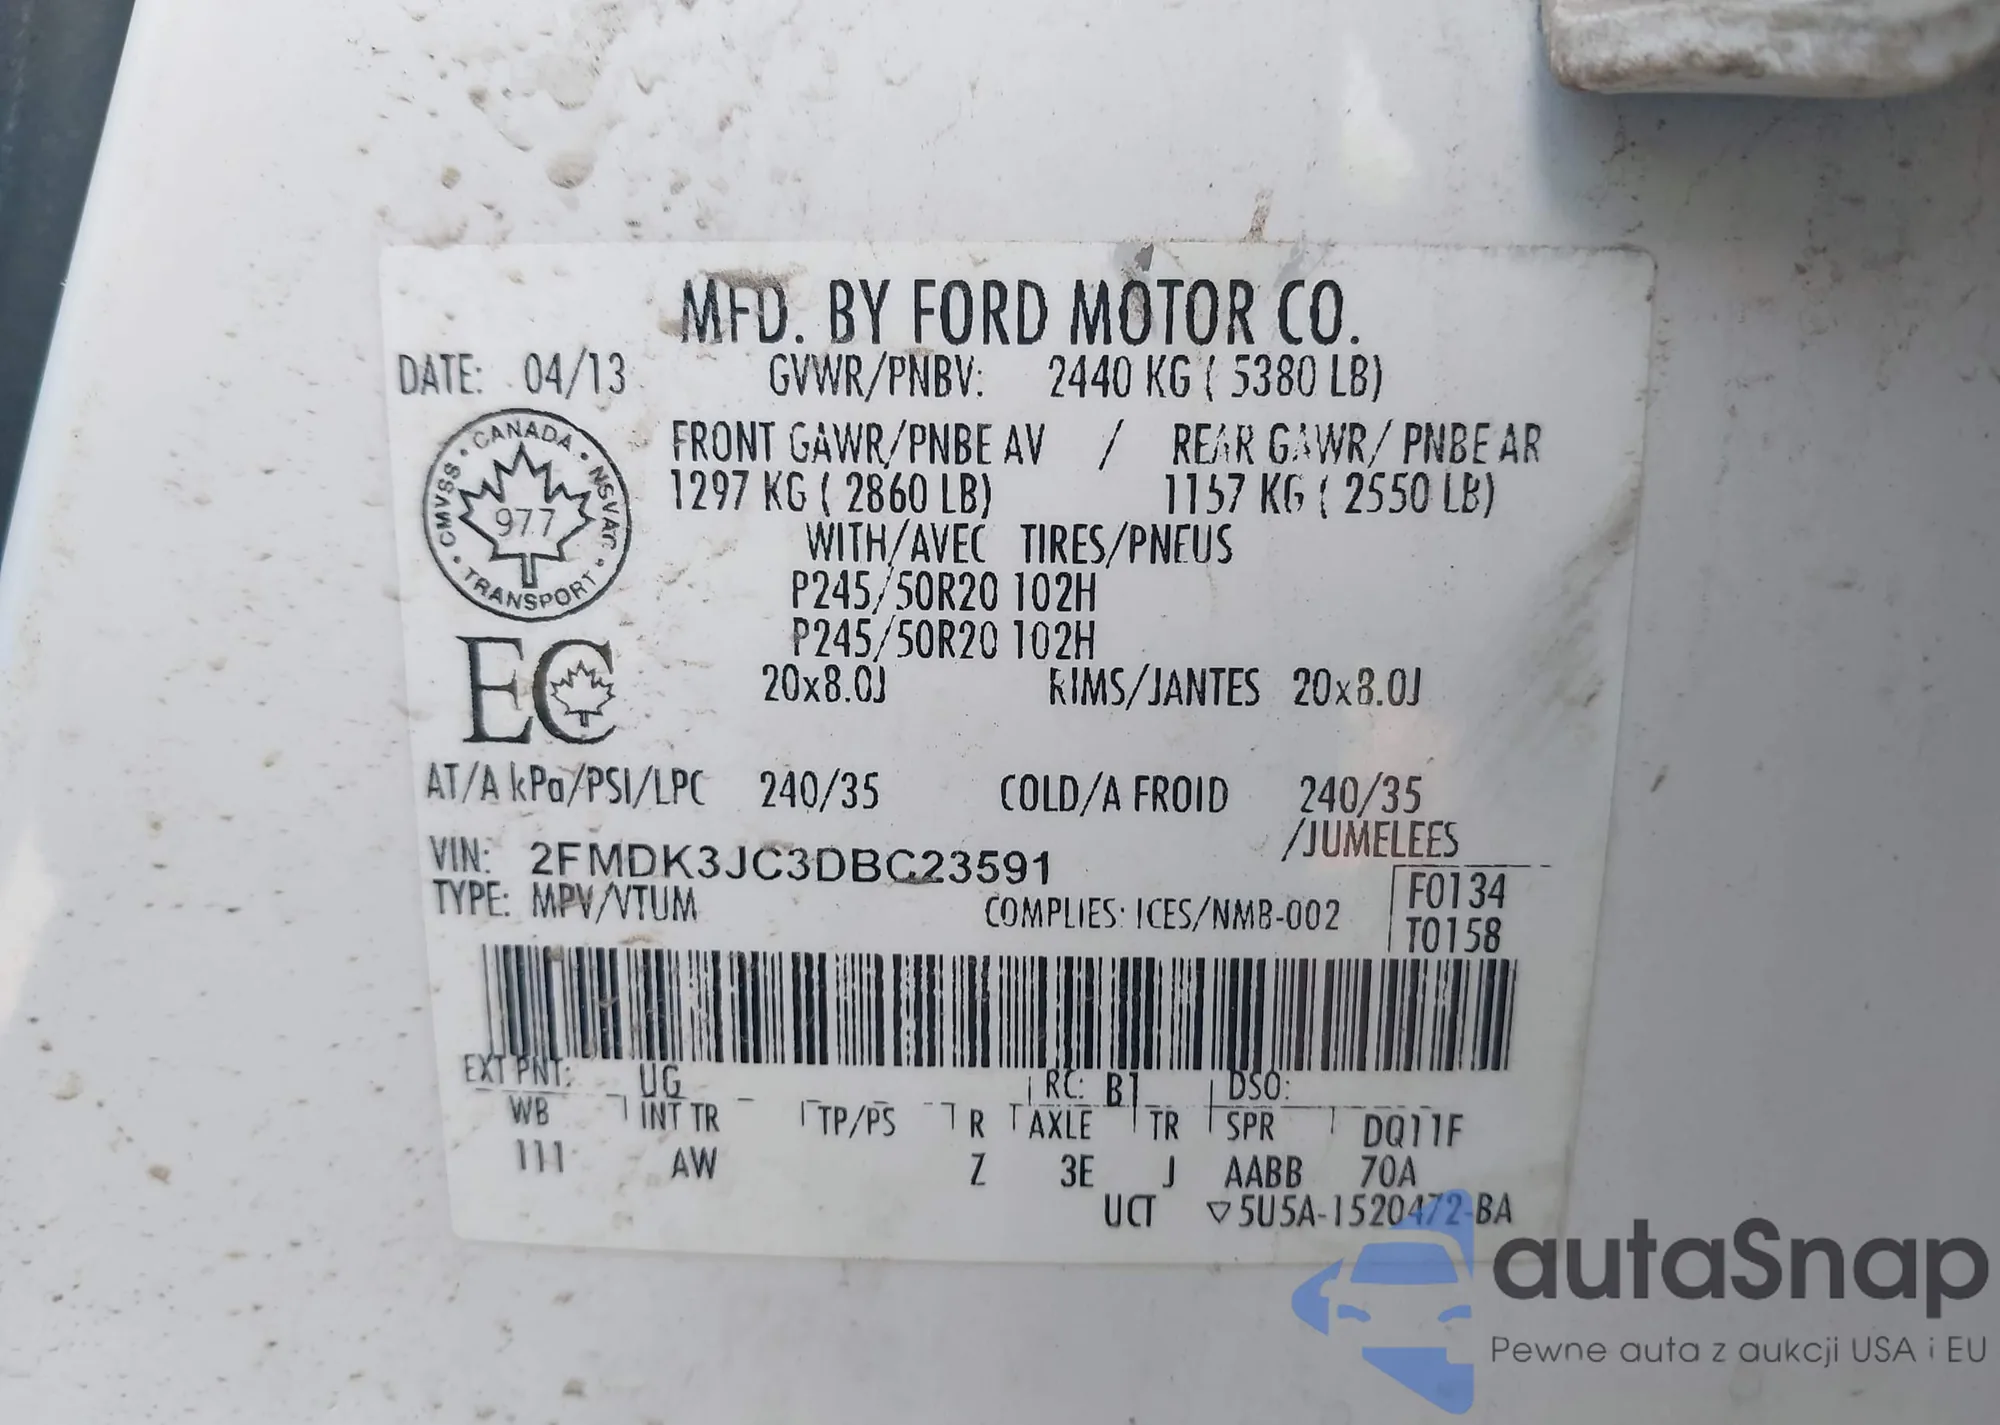 MFD. BY FORD MOTOR CO.
DATE: 04/13 GVWR/PNBV: 2440 KG ( 5380 LB)
FRONT GAWR/PNBE AV / REAR GAWR/ PNBE AR
1297 KG ( 2860 LB) 1157 KG ( 2550 LB)
WITH/AVEC TIRES/PNEUS
P245/50R20 102H
P245/50R20 102H
20x8.0J RIMS/JANTES 20x8.0J
CANADA · NSVAC · TRANSPORT · CMVSS ·
977
EC
AT/A kPa/PSI/LPC 240/35 COLD/A FROID 240/35
/JUMELEES
VIN: 2FMDK3JC3DBC23591
TYPE: MPV/VTUM COMPLIES: ICES/NMB-002
F0134
T0158
EXT PNT: UG RC: B1 DSO:
WB INT TR TP/PS R AXLE TR SPR DQ11F
111 AW Z 3E J AABB 70A
UCT ▽5U5A-1520472-BA
autaSnap
Pewne auta z aukcji USA i EU